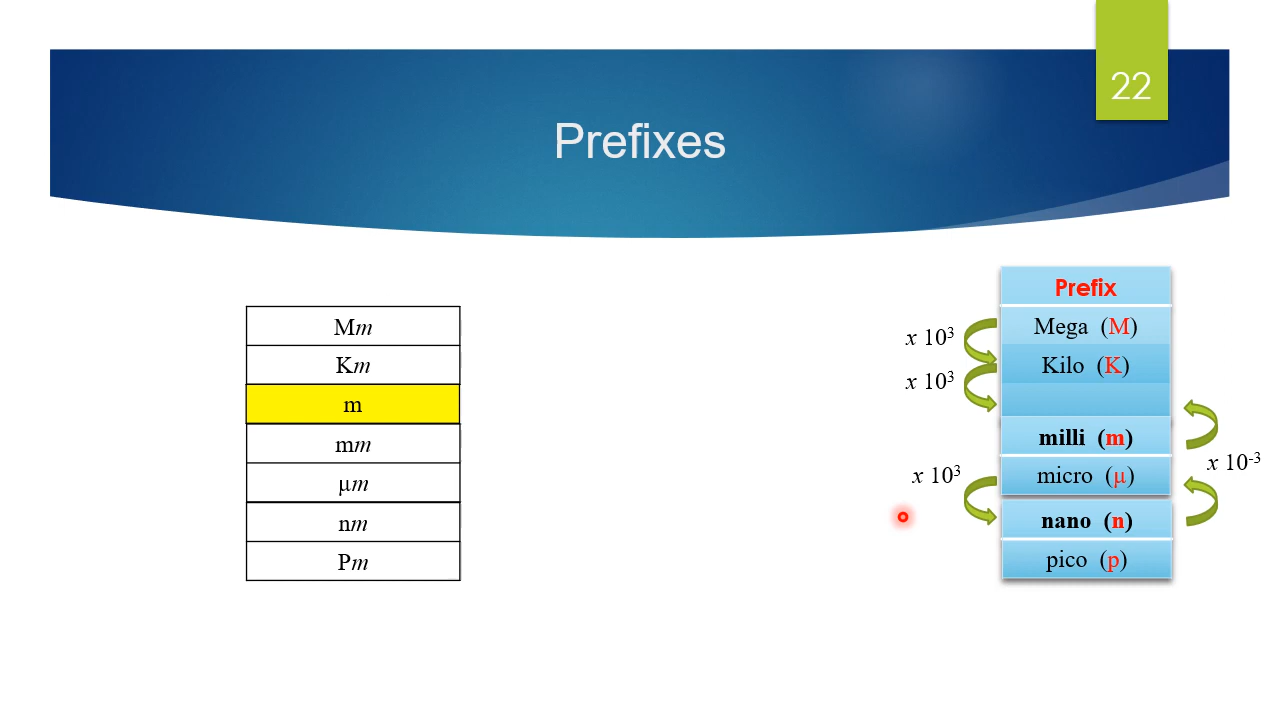 22
Prefixes
Mm
Km
m
mm
µm
nm
Pm
Prefix
Mega (M)
Kilo (K)
milli (m)
micro (µ)
nano (n)
pico (p)
x 10³
x 10³
x 10³
x 10⁻³